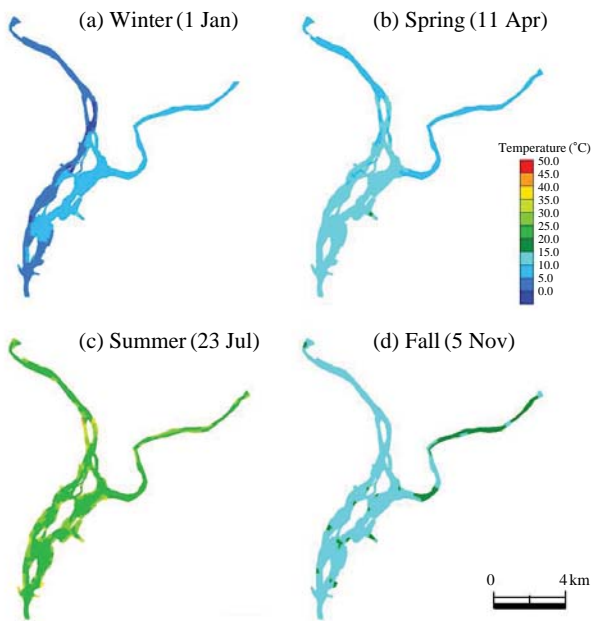 (a) Winter (1 Jan)
(b) Spring (11 Apr)
Temperature (°C)
50.0
45.0
40.0
35.0
30.0
25.0
20.0
15.0
10.0
5.0
0.0
(c) Summer (23 Jul)
(d) Fall (5 Nov)
0 4 km